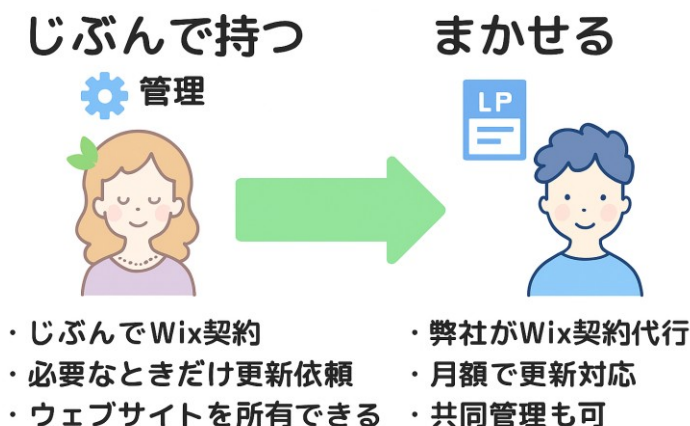 じぶんで持つ
まかせる
管理
LP
・じぶんでWix契約
・必要なときだけ更新依頼
・ウェブサイトを所有できる
・弊社がWix契約代行
・月額で更新対応
・共同管理も可